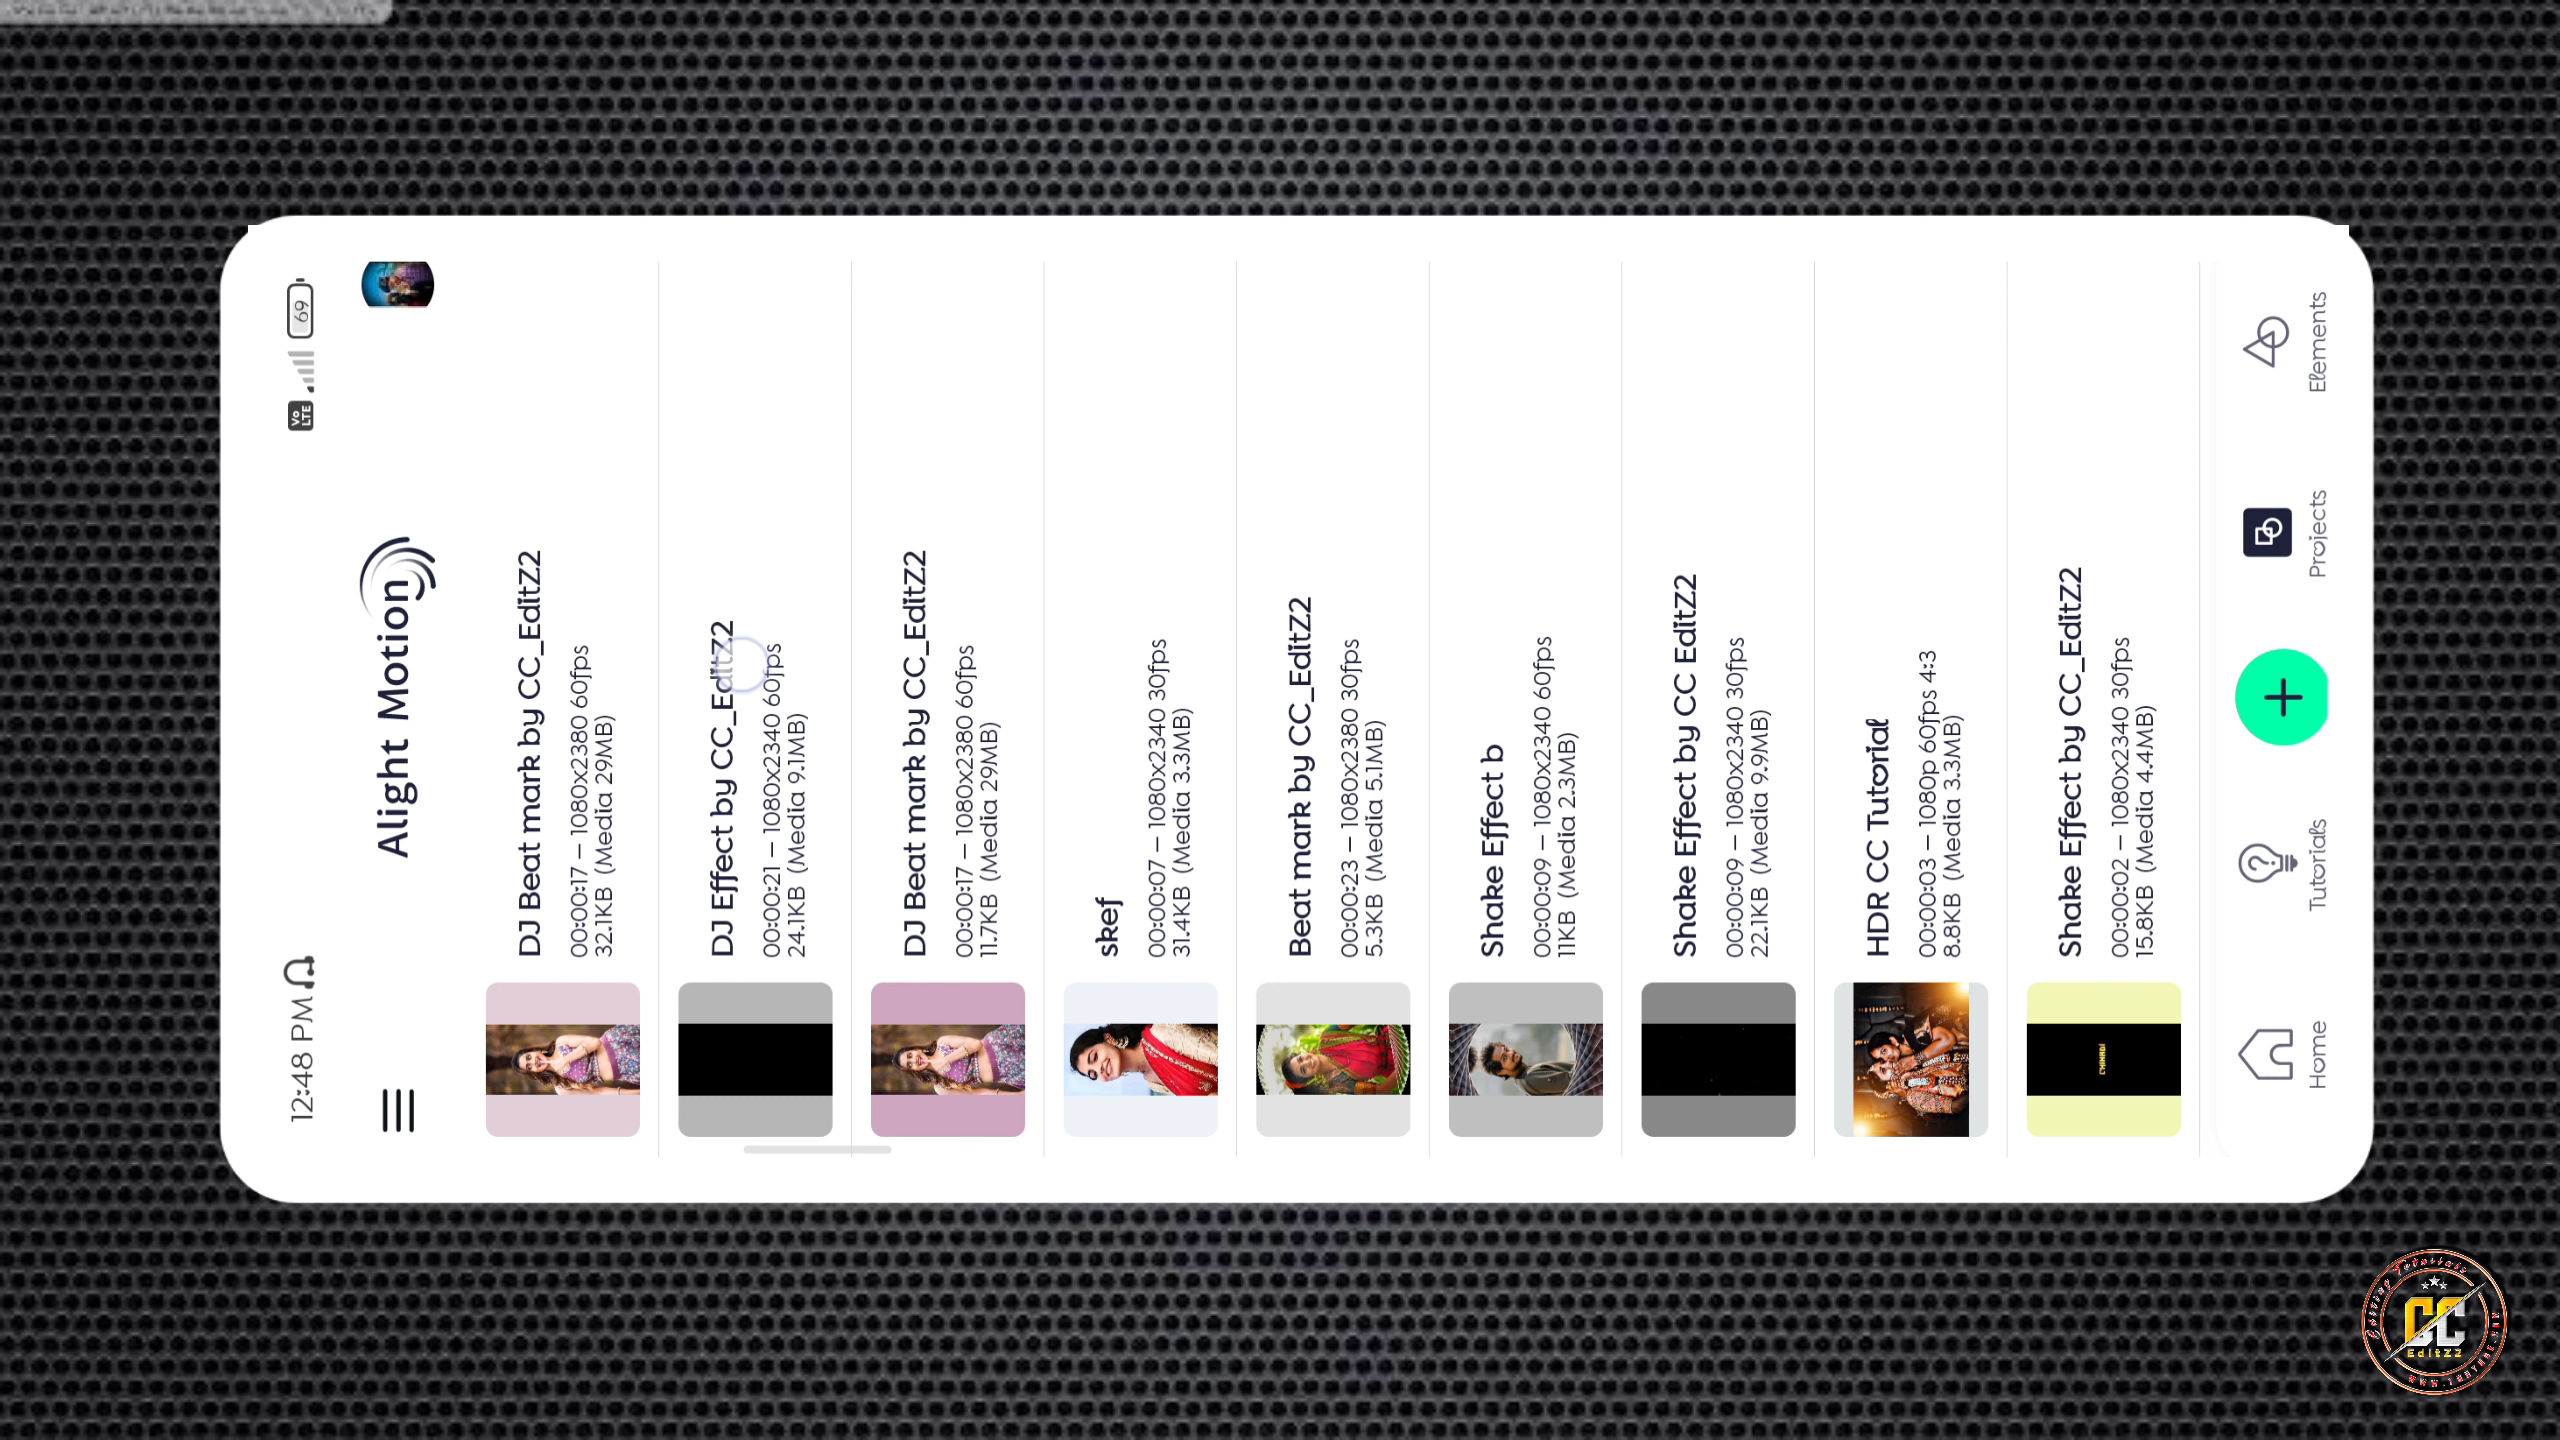 12:48 PM
Vo LTE
69
Alight Motion
DJ Beat mark by CC_EditZ2
00:00:17 – 1080x2380 60fps
32.1KB (Media 29MB)
DJ Effect by CC_EditZ2
00:00:21 – 1080x2340 60fps
24.1KB (Media 9.1MB)
DJ Beat mark by CC_EditZ2
00:00:17 – 1080x2380 60fps
11.7KB (Media 29MB)
skef
00:00:07 – 1080x2340 30fps
31.4KB (Media 3.3MB)
Beat mark by CC_EditZ2
00:00:23 – 1080x2380 30fps
5.3KB (Media 5.1MB)
Shake Effect b
00:00:09 – 1080x2340 60fps
11KB (Media 2.3MB)
Shake Effect by CC EditZ2
00:00:09 – 1080x2340 30fps
22.1KB (Media 9.9MB)
HDR CC Tutorial
00:00:03 – 1080p 60fps 4:3
8.8KB (Media 3.3MB)
Shake Effect by CC_EditZ2
00:00:02 – 1080x2340 30fps
15.8KB (Media 4.4MB)
Home
Tutorials
Projects
Elements
Editing Tutorials
CC
EditZ2